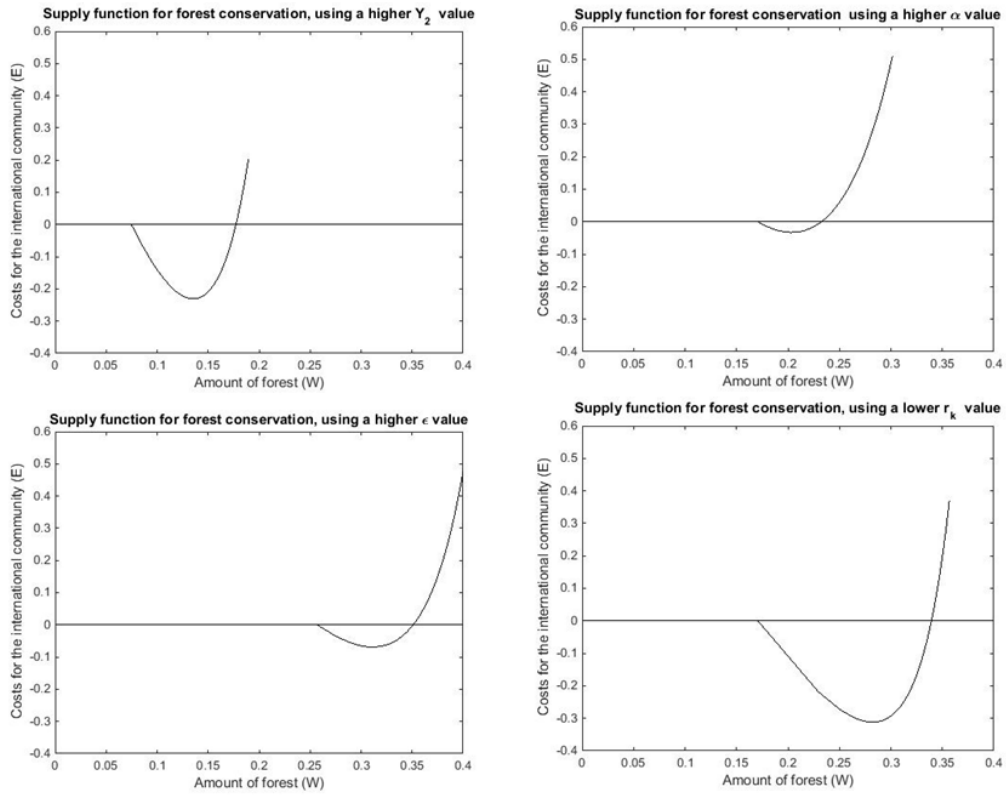 Supply function for forest conservation, using a higher Y2 value
0.6
0.5
0.4
0.3
0.2
0.1
0
-0.1
-0.2
-0.3
-0.4
Costs for the international community (E)
0 0.05 0.1 0.15 0.2 0.25 0.3 0.35 0.4
Amount of forest (W)
Supply function for forest conservation using a higher α value
0.6
0.5
0.4
0.3
0.2
0.1
0
-0.1
-0.2
-0.3
-0.4
Costs for the international community (E)
0 0.05 0.1 0.15 0.2 0.25 0.3 0.35 0.4
Amount of forest (W)
Supply function for forest conservation, using a higher ϵ value
0.6
0.5
0.4
0.3
0.2
0.1
0
-0.1
-0.2
-0.3
-0.4
Costs for the international community (E)
0 0.05 0.1 0.15 0.2 0.25 0.3 0.35 0.4
Amount of forest (W)
Supply function for forest conservation, using a lower rk value
0.6
0.5
0.4
0.3
0.2
0.1
0
-0.1
-0.2
-0.3
-0.4
Costs for the international community (E)
0 0.05 0.1 0.15 0.2 0.25 0.3 0.35 0.4
Amount of forest (W)